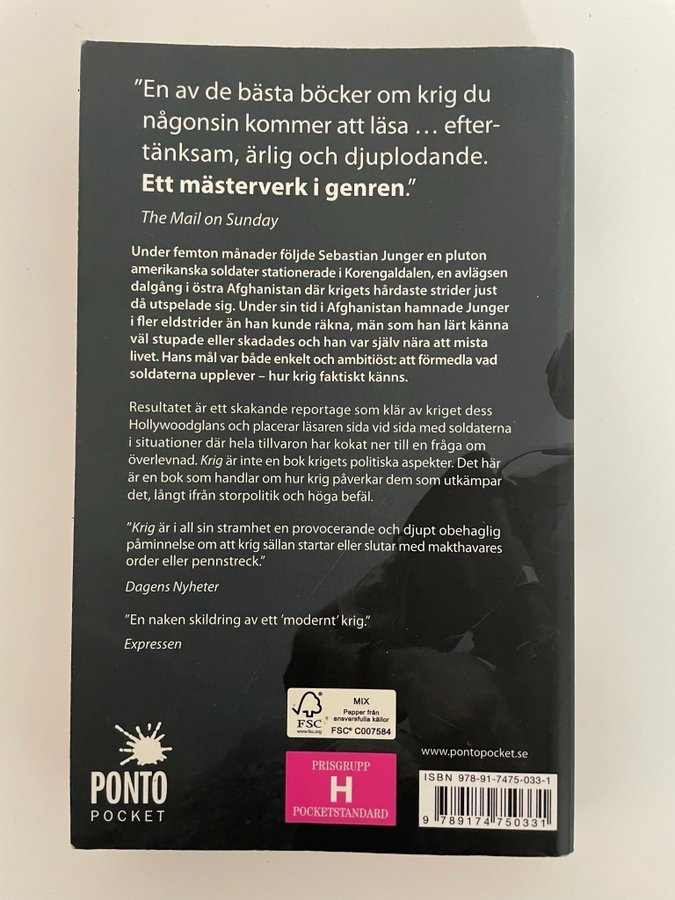 ”En av de bästa böcker om krig du
någonsin kommer att läsa … efter-
tänksam, ärlig och djuplodande.
Ett mästerverk i genren.”
The Mail on Sunday
Under femton månader följde Sebastian Junger en pluton
amerikanska soldater stationerade i Korengaldalen, en avlägsen
dalgång i östra Afghanistan där krigets hårdaste strider just
då utspelade sig. Under sin tid i Afghanistan hamnade Junger
i fler eldstrider än han kunde räkna, män som han lärt känna
väl stupade eller skadades och han var själv nära att mista
livet. Hans mål var både enkelt och ambitiöst: att förmedla vad
soldaterna upplever – hur krig faktiskt känns.
Resultatet är ett skakande reportage som klär av kriget dess
Hollywoodglans och placerar läsaren sida vid sida med soldaterna
i situationer där hela tillvaron har kokat ner till en fråga om
överlevnad. Krig är inte en bok krigets politiska aspekter. Det här
är en bok som handlar om hur krig påverkar dem som utkämpar
det, långt ifrån storpolitik och höga befäl.
”Krig är i all sin stramhet en provocerande och djupt obehaglig
påminnelse om att krig sällan startar eller slutar med makthavares
order eller pennstreck.”
Dagens Nyheter
”En naken skildring av ett ’modernt’ krig.”
Expressen
FSC
www.fsc.org
MIX
Papper från
ansvarsfulla källor
FSC® C007584
PONTO
POCKET
PRISGRUPP
H
POCKETSTANDARD
www.pontopocket.se
ISBN 978-91-7475-033-1
9 789174 750331